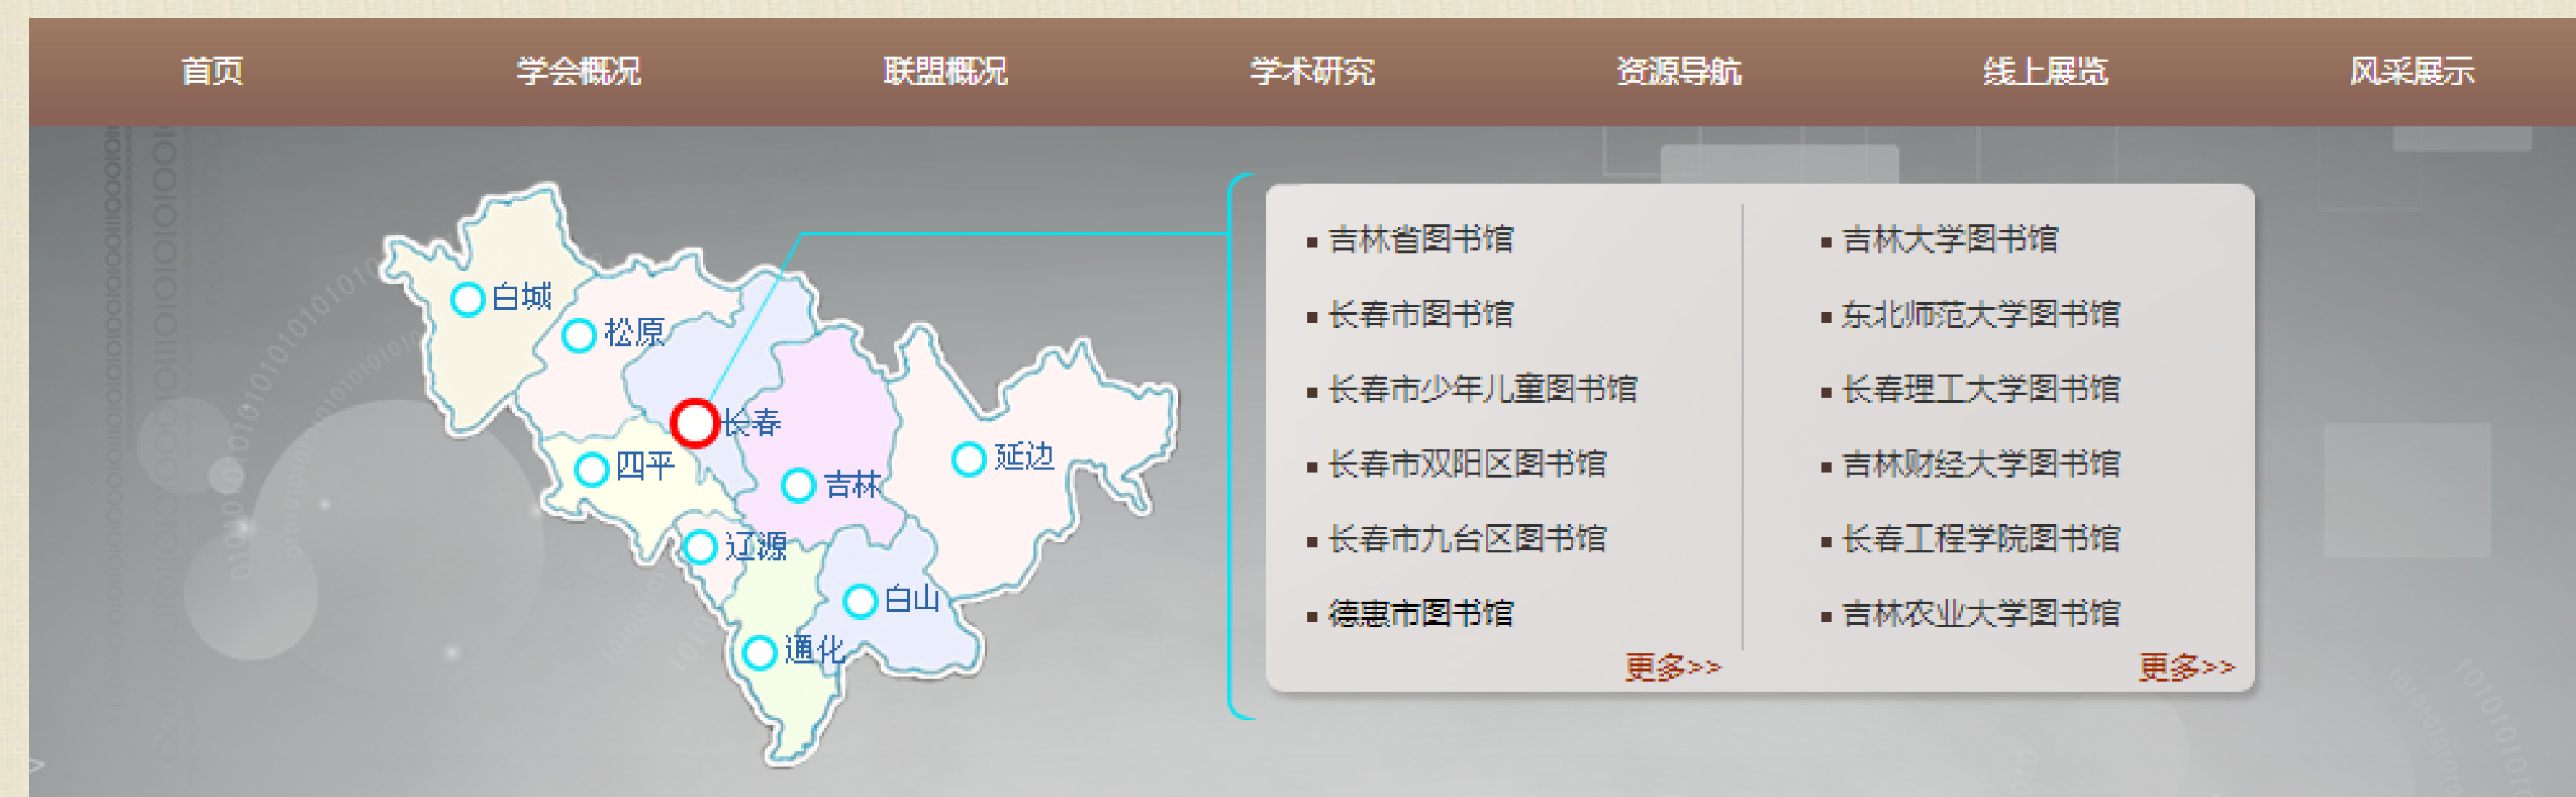 首页 学会概况 联盟概况 学术研究 资源导航 线上展览 风采展示
白城
松原
长春
四平
吉林
延边
辽源
白山
通化
吉林省图书馆
长春市图书馆
长春市少年儿童图书馆
长春市双阳区图书馆
长春市九台区图书馆
德惠市图书馆
更多>>
吉林大学图书馆
东北师范大学图书馆
长春理工大学图书馆
吉林财经大学图书馆
长春工程学院图书馆
吉林农业大学图书馆
更多>>